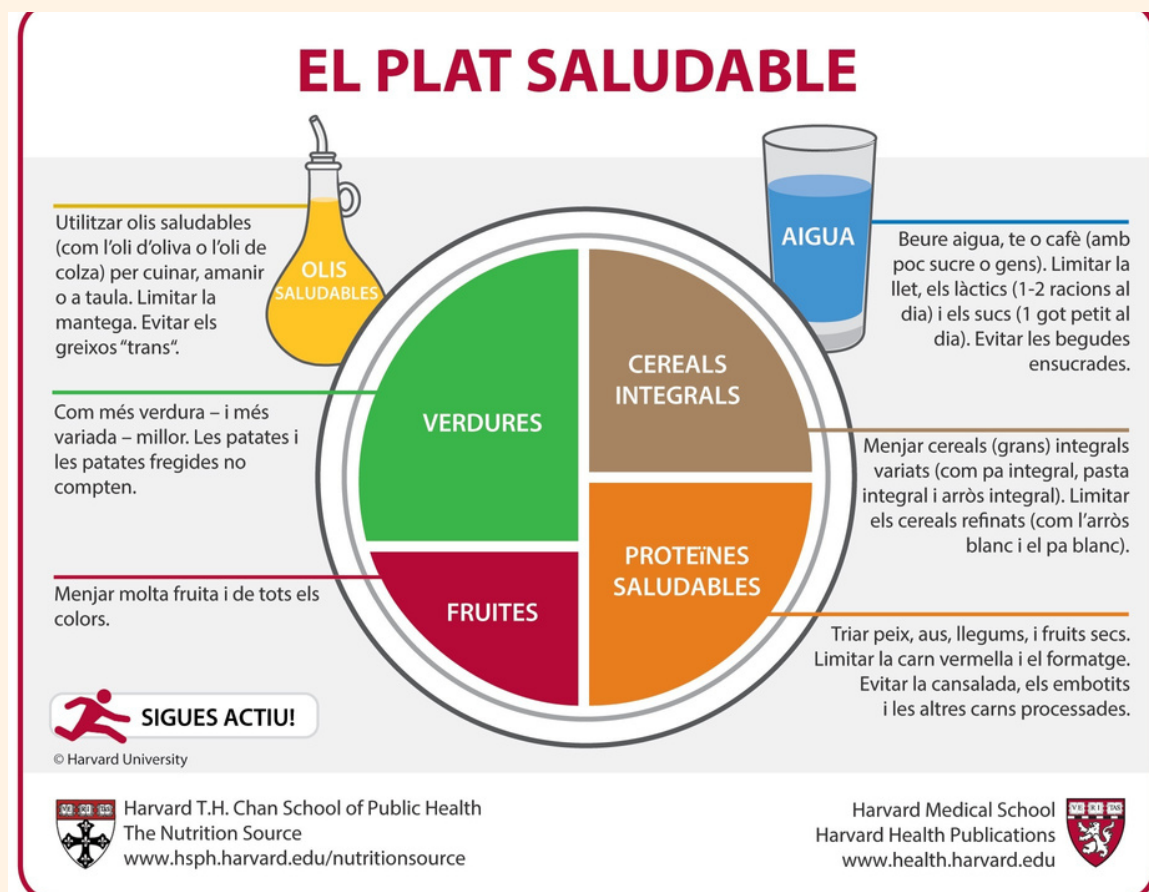 EL PLAT SALUDABLE
Utilitzar olis saludables
(com l’oli d’oliva o l’oli de
colza) per cuinar, amanir
o a taula. Limitar la
mantega. Evitar els
greixos “trans“.
OLIS
SALUDABLES
AIGUA
Beure aigua, te o cafè (amb
poc sucre o gens). Limitar la
llet, els làctics (1-2 racions al
dia) i els sucs (1 got petit al
dia). Evitar les begudes
ensucrades.
Com més verdura – i més
variada – millor. Les patates i
les patates fregides no
compten.
VERDURES
CEREALS
INTEGRALS
Menjar cereals (grans) integrals
variats (com pa integral, pasta
integral i arròs integral). Limitar
els cereals refinats (com l’arròs
blanc i el pa blanc).
Menjar molta fruita i de tots els
colors.
FRUITES
PROTEïNES
SALUDABLES
Triar peix, aus, llegums, i fruits secs.
Limitar la carn vermella i el formatge.
Evitar la cansalada, els embotits
i les altres carns processades.
SIGUES ACTIU!
© Harvard University
Harvard T.H. Chan School of Public Health
The Nutrition Source
www.hsph.harvard.edu/nutritionsource
Harvard Medical School
Harvard Health Publications
www.health.harvard.edu
VE RI TAS